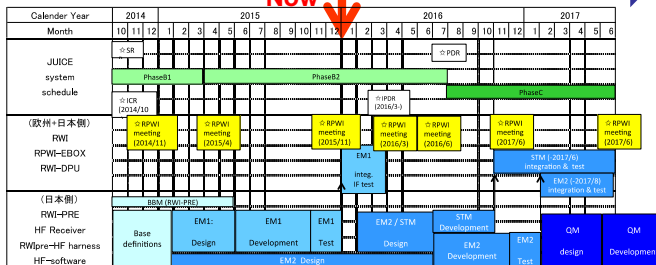 Now
Calender Year 2014 2015 2016 2017
Month 10 11 12 1 2 3 4 5 6 7 8 9 10 11 12 1 2 3 4 5 6 7 8 9 10 11 12 1 2 3 4 5 6
☆SR ☆PDR
JUICE
system PhaseB1 PhaseB2
schedule PhaseC
☆ICR
(2014/10
☆IPDR
(2016/3-)
(欧州+日本側)
RWI
RPWI-EBOX
RWI-DPU
☆RPWI
meeting
(2014/11)
☆RPWI
meeting
(2015/4)
☆RPWI
meeting
(2015/11)
☆RPWI
meeting
(2016/3)
☆RPWI
meeting
(2016/6)
☆RPWI
meeting
(2017/6)
☆RPWI
meeting
(2017/6)
EM1
integ.
IF test
STM (-2017/6)
integration & test
EM2 (-2017/8)
integration & test
(日本側)
RWI-PRE
HF Receiver
RWIpre-HF harness
HF-software
BBM (RWI-PRE)
Base
definitions
EM1:
Design
EM1
Development
EM1
Test
EM2 / STM
Design
STM
Development
EM2
Development
EM2
Test
QM
design
QM
Development
EM2 Design